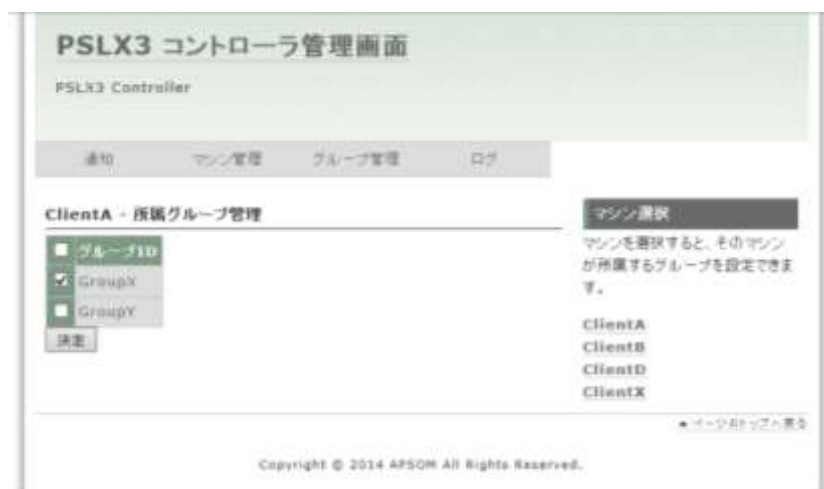 PSLX3 コントローラ管理画面
PSLX3 Controller
通知 マシン管理 グループ管理 ログ
ClientA - 所属グループ管理
グループID
GroupX
GroupY
決定
マシン選択
マシンを選択すると、そのマシン
が所属するグループを設定できま
す。
ClientA
ClientB
ClientD
ClientX
ページのトップへ戻る
Copyright © 2014 APSOM All Rights Reserved.